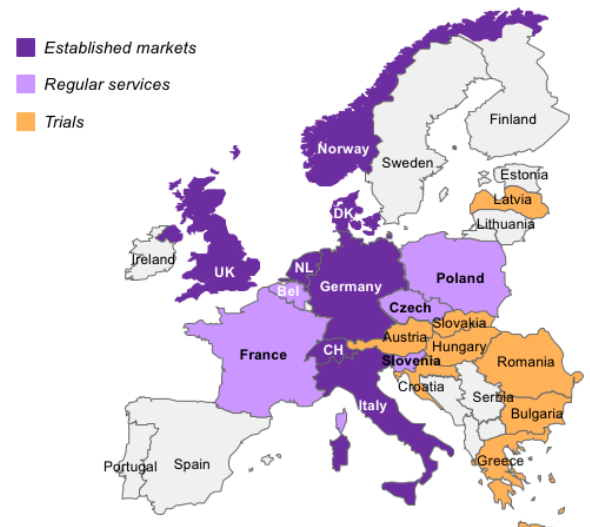 Established markets
Regular services
Trials
Norway
Sweden
Finland
Estonia
Latvia
Lithuania
DK
Ireland
UK
NL
Bel
Germany
Poland
Czech
Slovakia
Austria
Hungary
France
CH
Slovenia
Romania
Croatia
Serbia
Italy
Bulgaria
Portugal
Spain
Greece